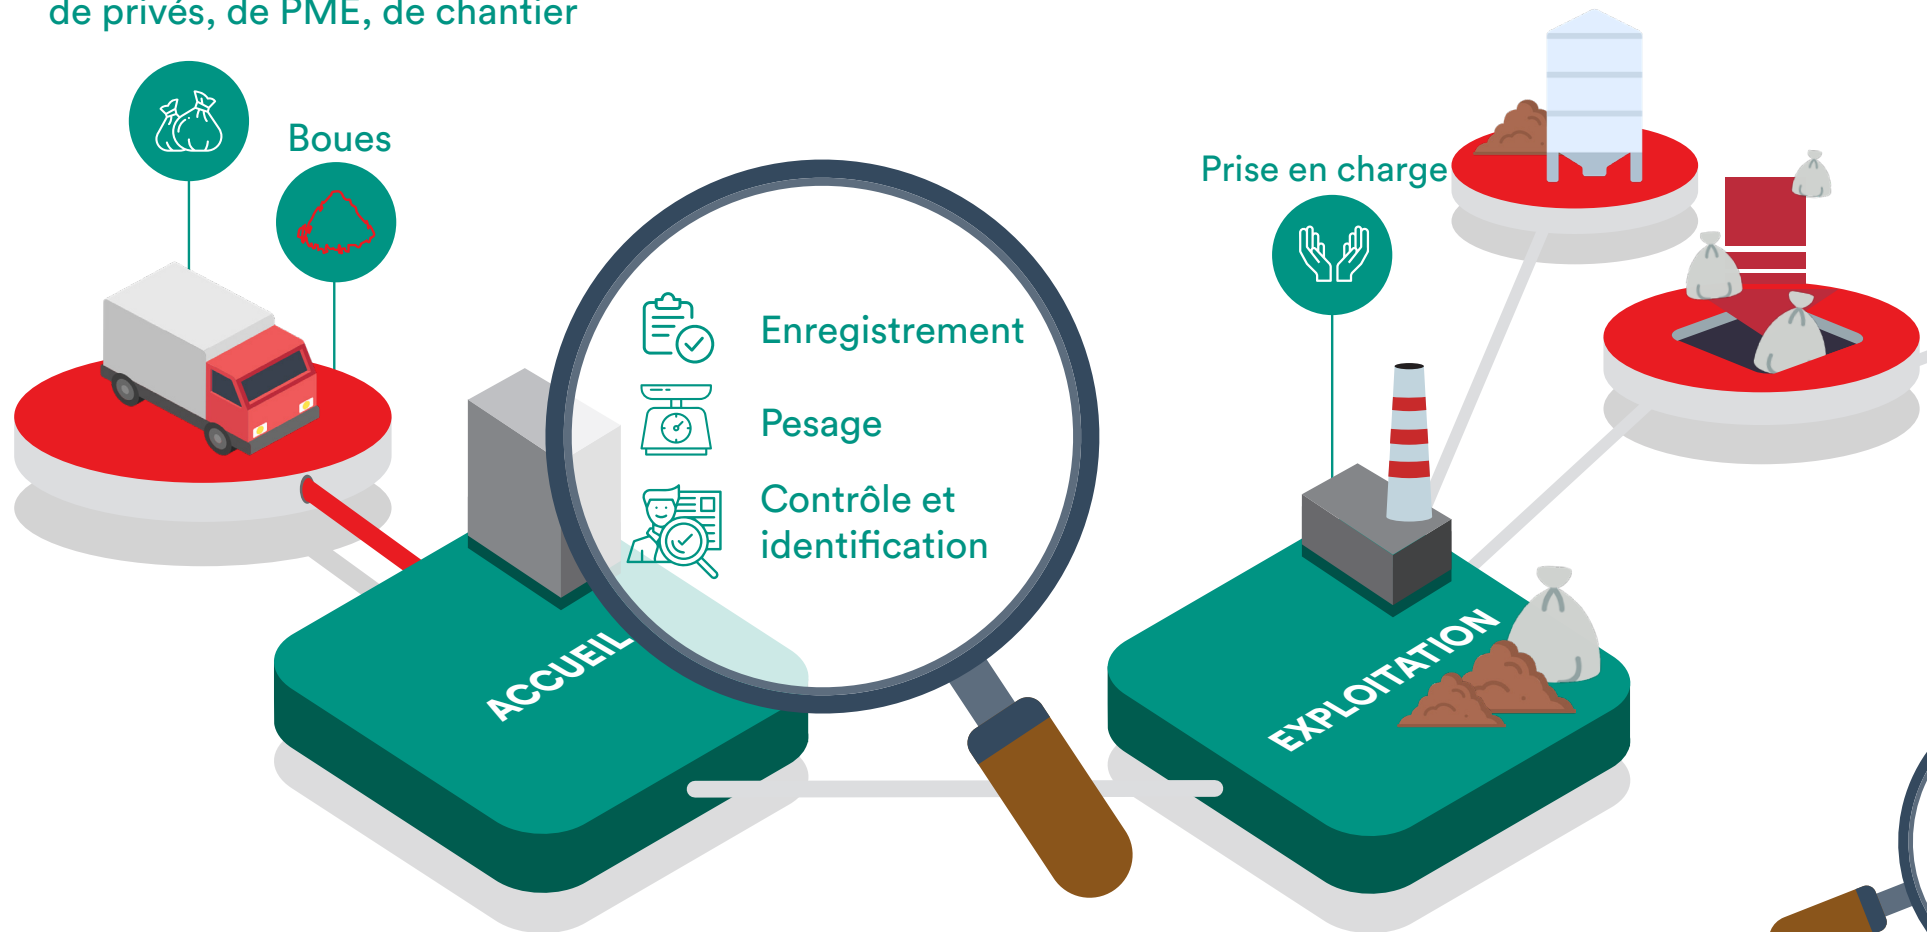 de privés, de PME, de chantier
Boues
Prise en charge
Enregistrement
Pesage
Contrôle et
identification
ACCUEIL
EXPLOITATION